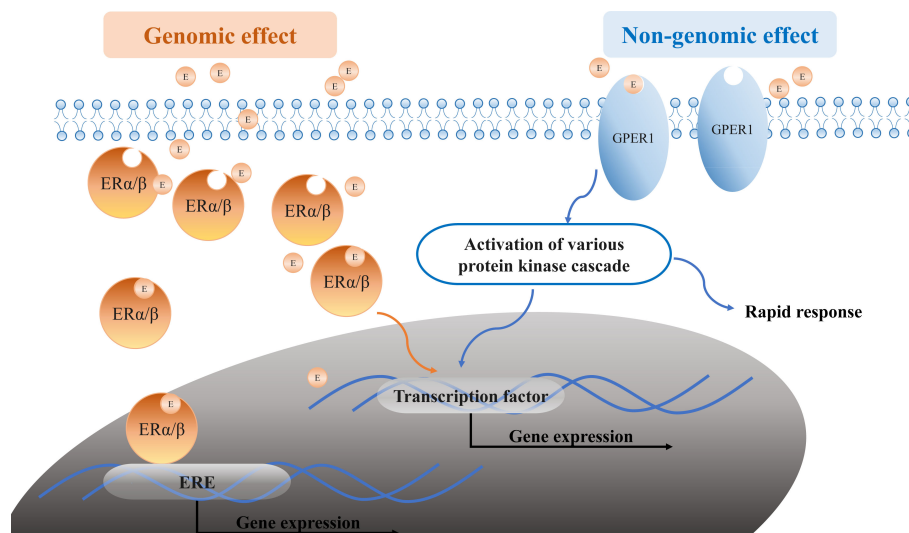 Genomic effect
Non-genomic effect
E
E
E
E
E
E
E
E
E
GPER1
GPER1
E
ERα/β
E
ERα/β
E
ERα/β
E
Activation of various
protein kinase cascade
E
E
ERα/β
E
ERα/β
Rapid response
E
Transcription factor
E
ERα/β
Gene expression
ERE
Gene expression